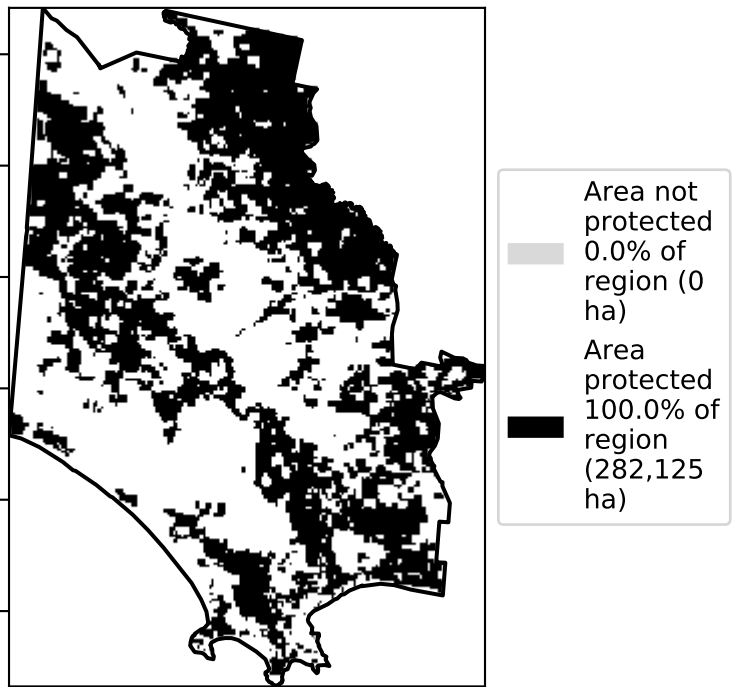 Area not
protected
0.0% of
region (0
ha)
Area
protected
100.0% of
region
(282,125
ha)